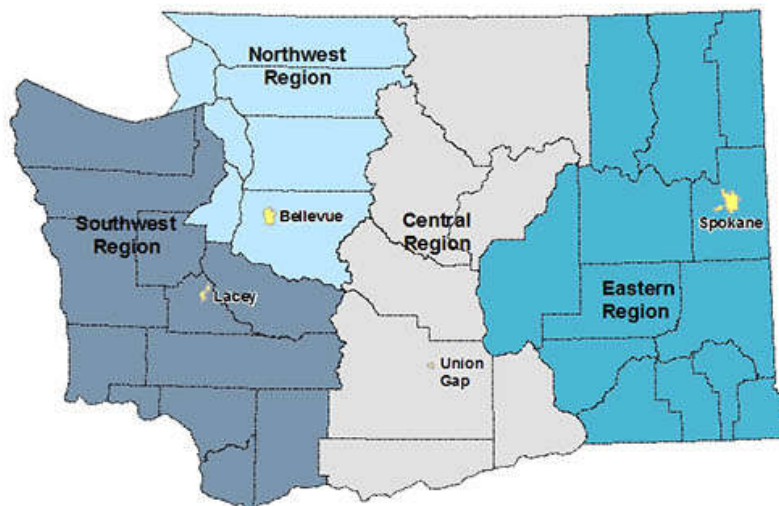 Northwest
Region
Bellevue
Southwest
Region
Central
Region
Spokane
Lacey
Eastern
Region
Union
Gap